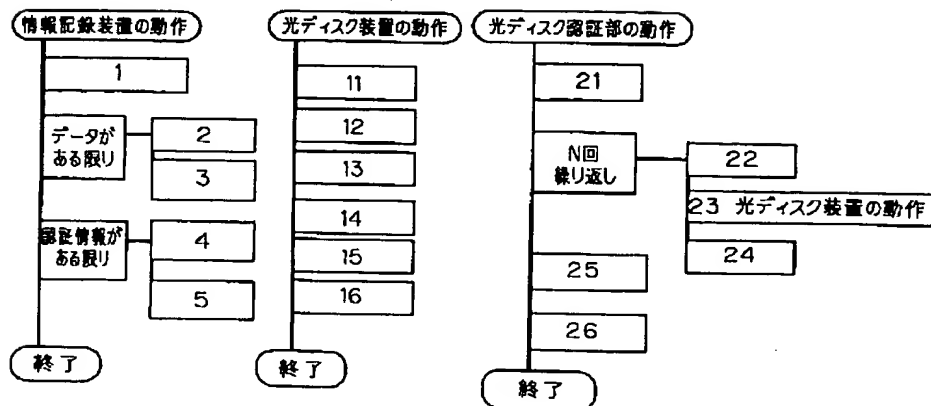 情報記録装置の動作
1
データが
ある限り
2
3
認証情報が
ある限り
4
5
終了
光ディスク装置の動作
11
12
13
14
15
16
終了
光ディスク認証部の動作
21
N回
繰り返し
22
23 光ディスク装置の動作
24
25
26
終了